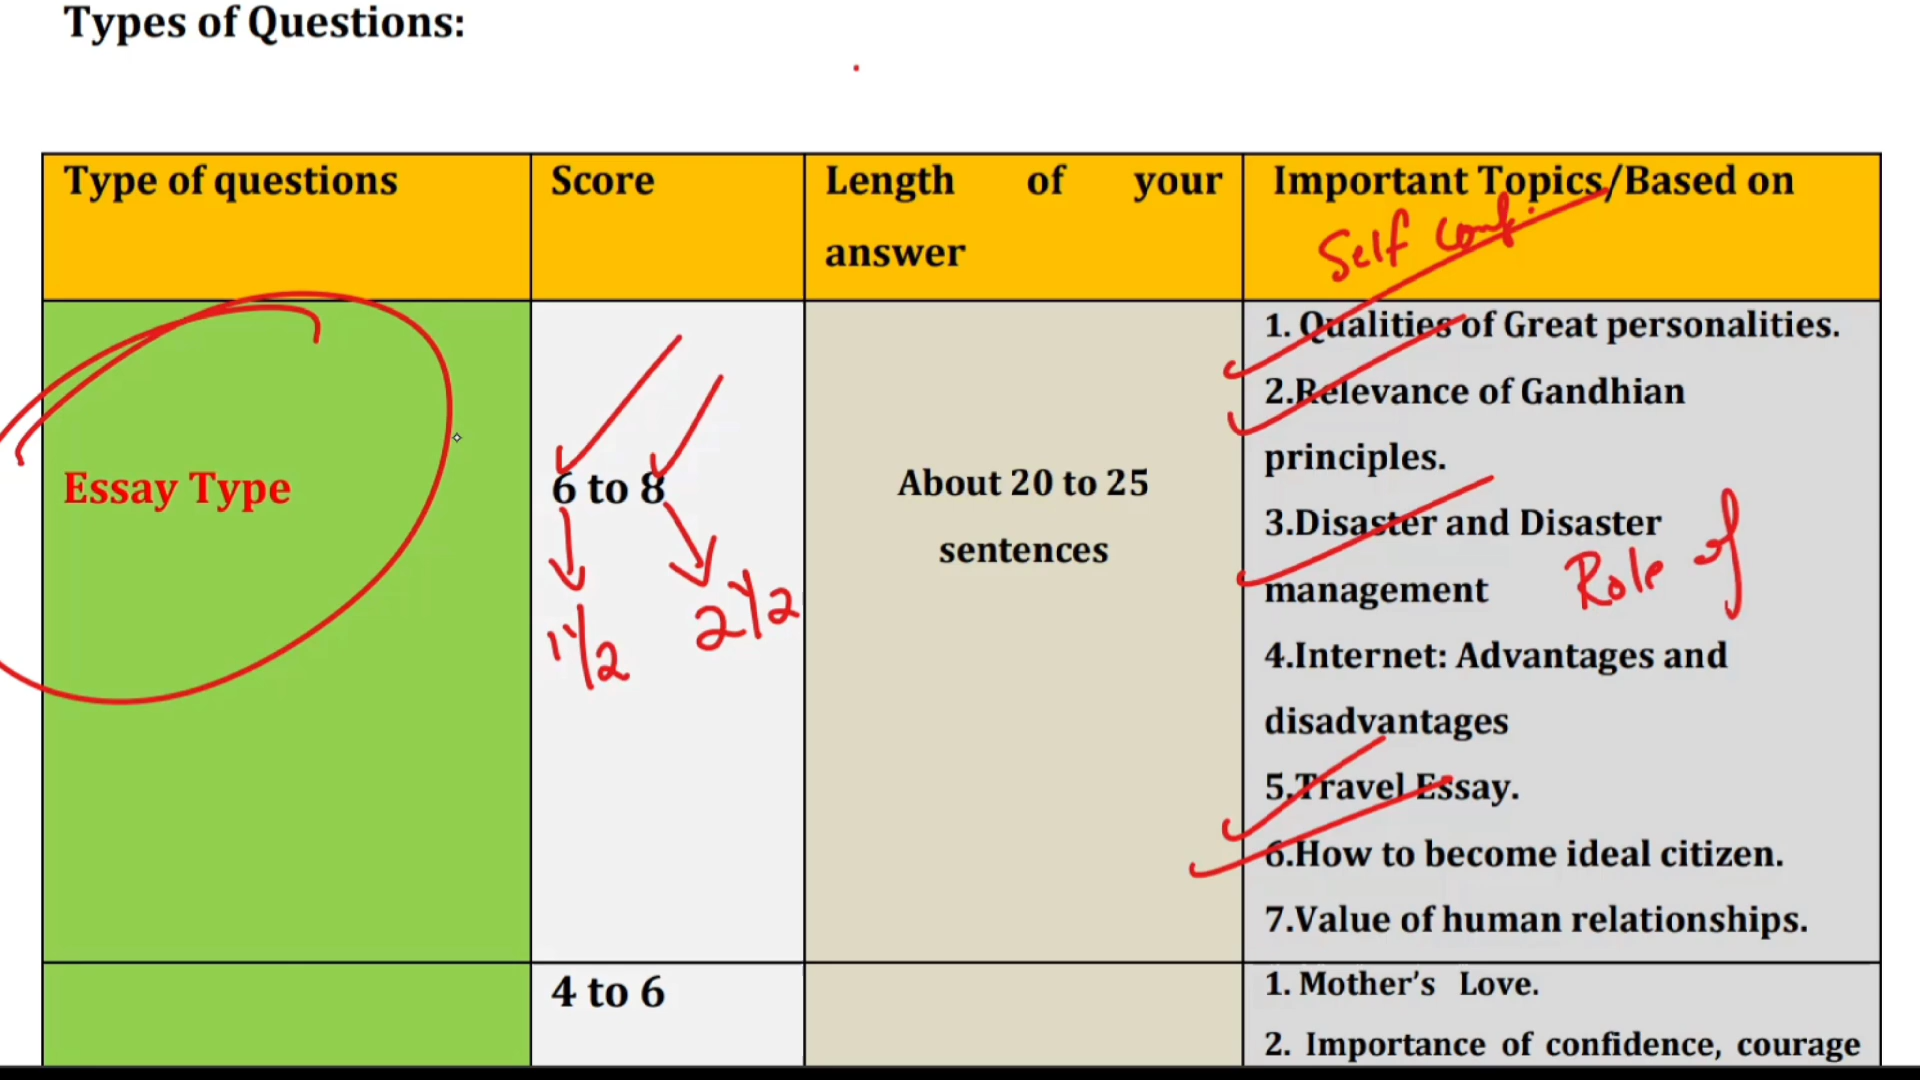 Types of Questions:
Type of questions
Score
Length of your
answer
Important Topics/Based on
Self conf.
Essay Type
6 to 8
1 1/2
2 1/2
About 20 to 25
sentences
1. Qualities of Great personalities.
2.Relevance of Gandhian
principles.
3.Disaster and Disaster
management
Role of
4.Internet: Advantages and
disadvantages
5.Travel Essay.
6.How to become ideal citizen.
7.Value of human relationships.
4 to 6
1. Mother's Love.
2. Importance of confidence, courage